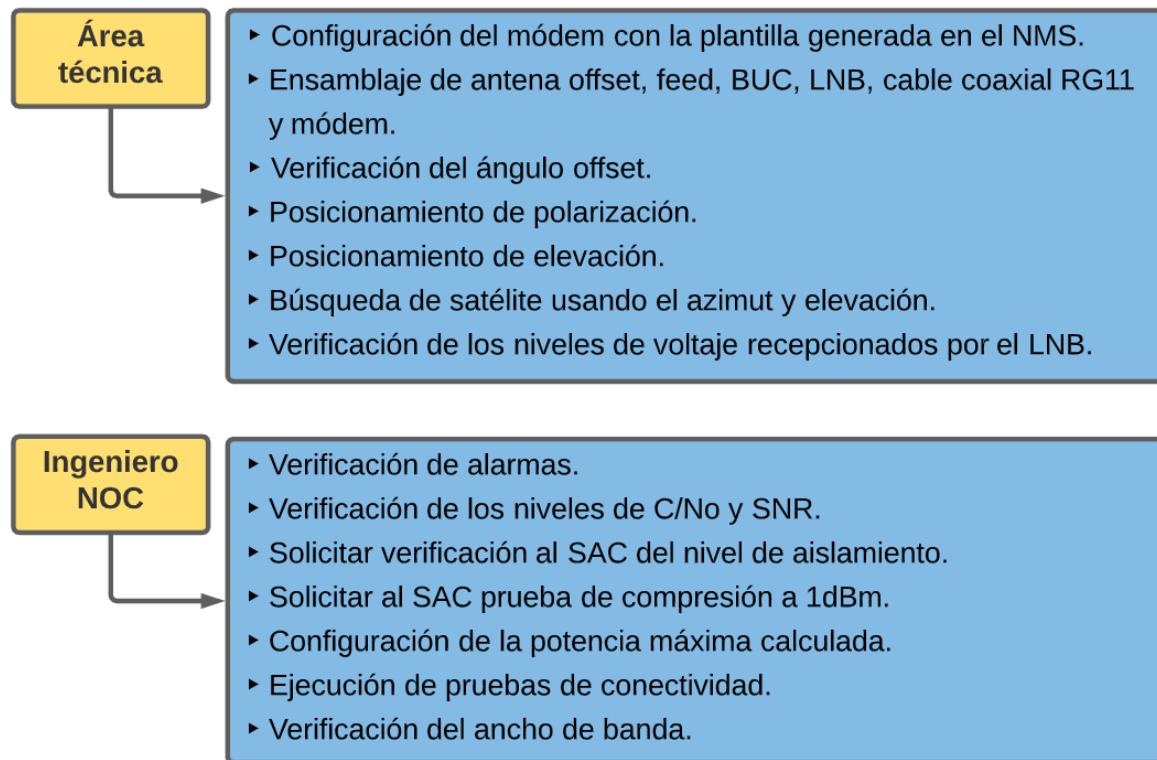 Área
técnica
‣ Configuración del módem con la plantilla generada en el NMS.
‣ Ensamblaje de antena offset, feed, BUC, LNB, cable coaxial RG11
y módem.
‣ Verificación del ángulo offset.
‣ Posicionamiento de polarización.
‣ Posicionamiento de elevación.
‣ Búsqueda de satélite usando el azimut y elevación.
‣ Verificación de los niveles de voltaje recepcionados por el LNB.
Ingeniero
NOC
‣ Verificación de alarmas.
‣ Verificación de los niveles de C/No y SNR.
‣ Solicitar verificación al SAC del nivel de aislamiento.
‣ Solicitar al SAC prueba de compresión a 1dBm.
‣ Configuración de la potencia máxima calculada.
‣ Ejecución de pruebas de conectividad.
‣ Verificación del ancho de banda.